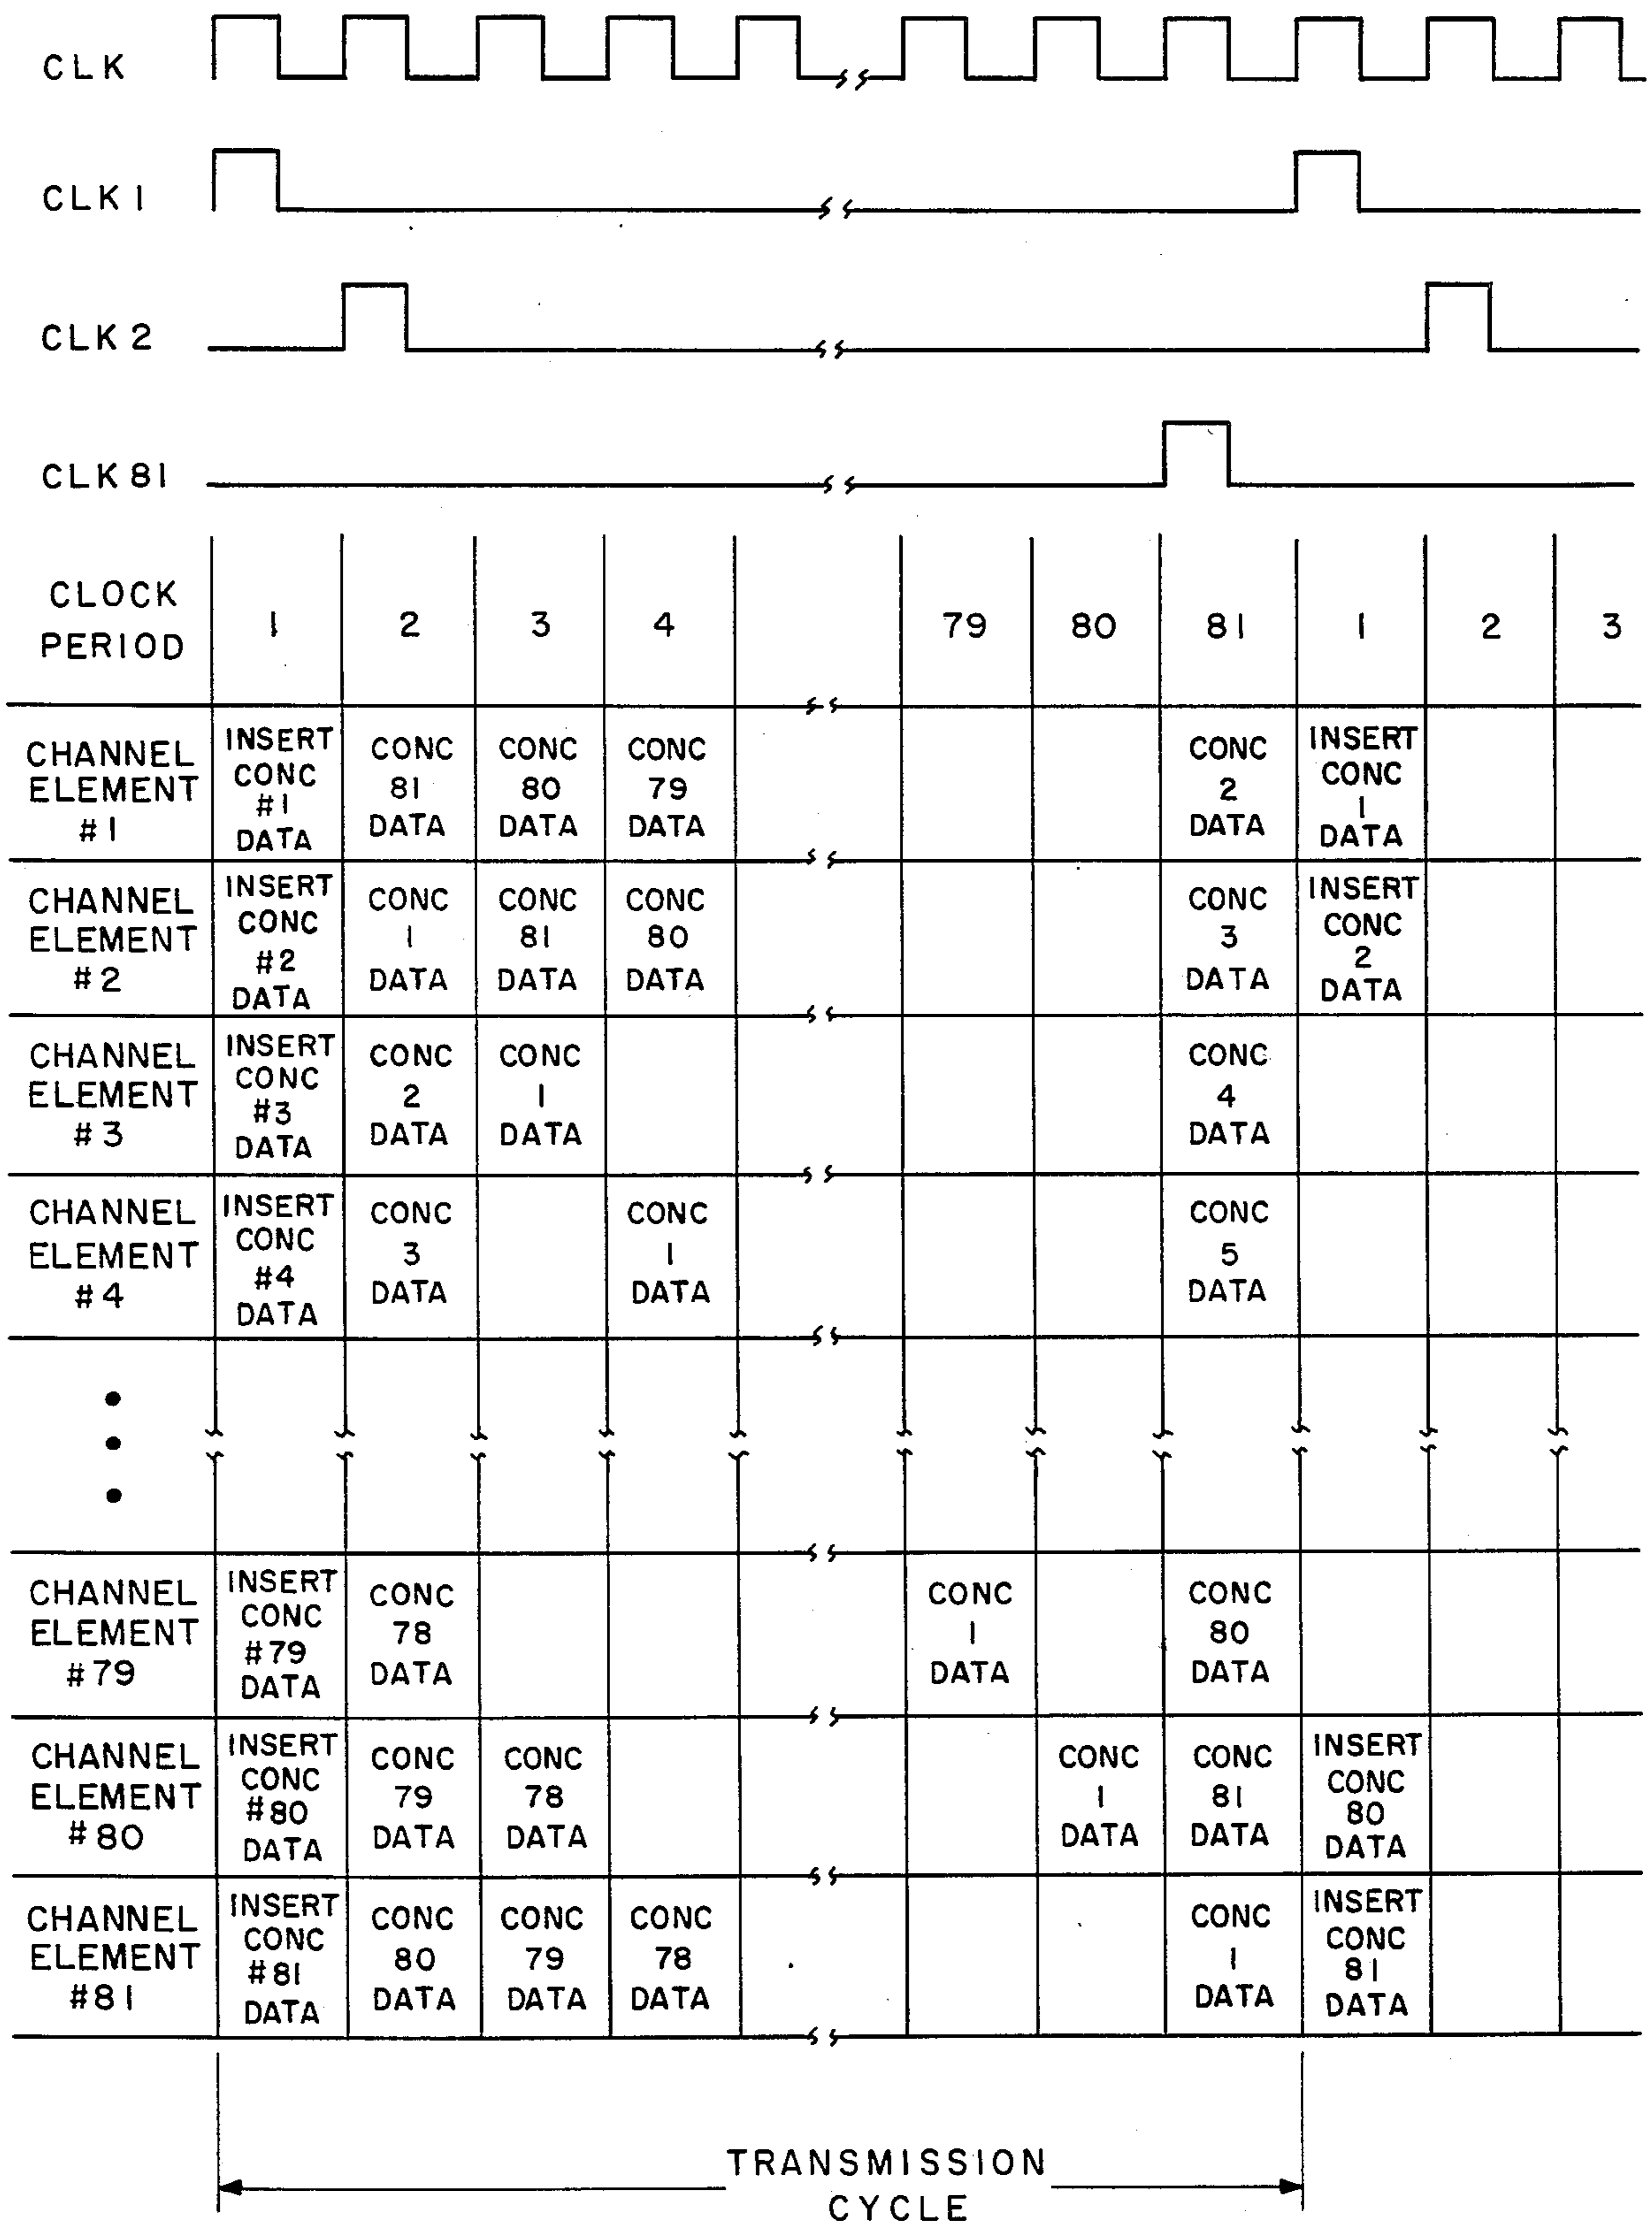 CLK
CLK1
CLK2
CLK81
CLOCK
PERIOD
1 2 3 4 79 80 81 1 2 3
CHANNEL
ELEMENT
#1
INSERT
CONC
#1
DATA
CONC
81
DATA
CONC
80
DATA
CONC
79
DATA
CONC
2
DATA
INSERT
CONC
1
DATA
CHANNEL
ELEMENT
#2
INSERT
CONC
#2
DATA
CONC
1
DATA
CONC
81
DATA
CONC
80
DATA
CONC
3
DATA
INSERT
CONC
2
DATA
CHANNEL
ELEMENT
#3
INSERT
CONC
#3
DATA
CONC
2
DATA
CONC
1
DATA
CONC
4
DATA
CHANNEL
ELEMENT
#4
INSERT
CONC
#4
DATA
CONC
3
DATA
CONC
1
DATA
CONC
5
DATA
CHANNEL
ELEMENT
#79
INSERT
CONC
#79
DATA
CONC
78
DATA
CONC
1
DATA
CONC
80
DATA
CHANNEL
ELEMENT
#80
INSERT
CONC
#80
DATA
CONC
79
DATA
CONC
78
DATA
CONC
1
DATA
CONC
81
DATA
INSERT
CONC
80
DATA
CHANNEL
ELEMENT
#81
INSERT
CONC
#81
DATA
CONC
80
DATA
CONC
79
DATA
CONC
78
DATA
CONC
1
DATA
INSERT
CONC
81
DATA
TRANSMISSION
CYCLE